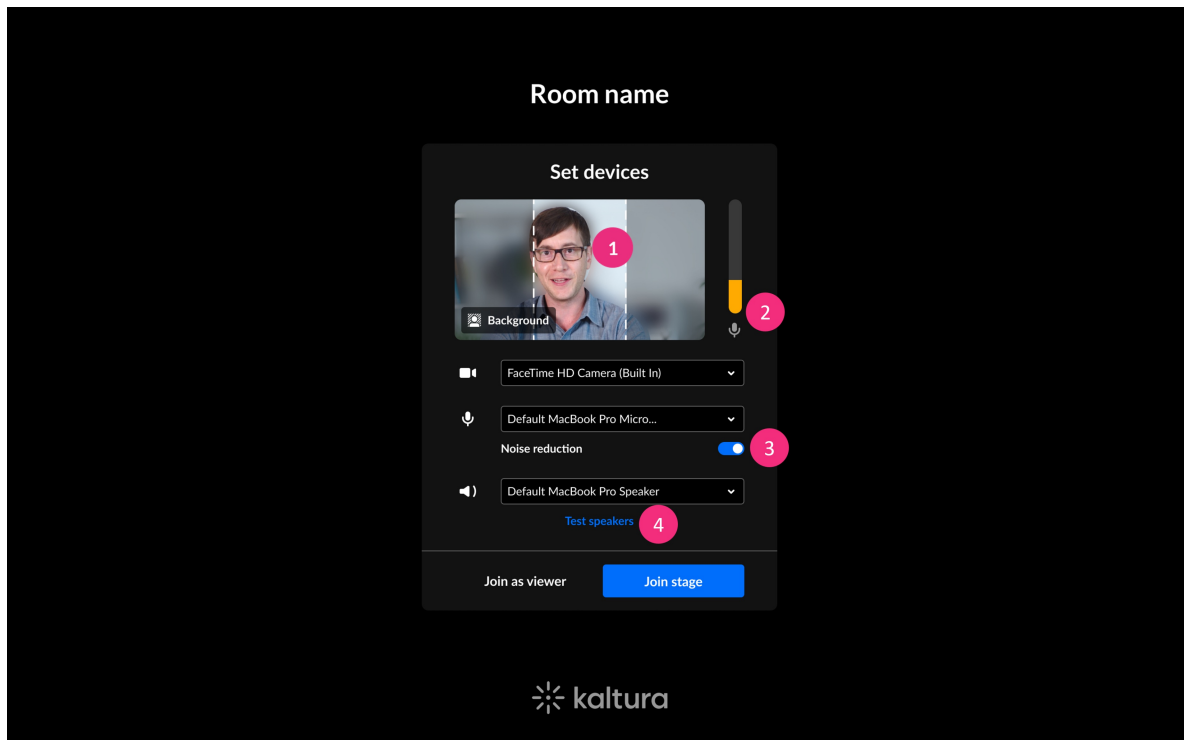 Room name
Set devices
1
Background
2
FaceTime HD Camera (Built In)
Default MacBook Pro Micro...
Noise reduction
3
Default MacBook Pro Speaker
Test speakers
4
Join as viewer
Join stage
kaltura